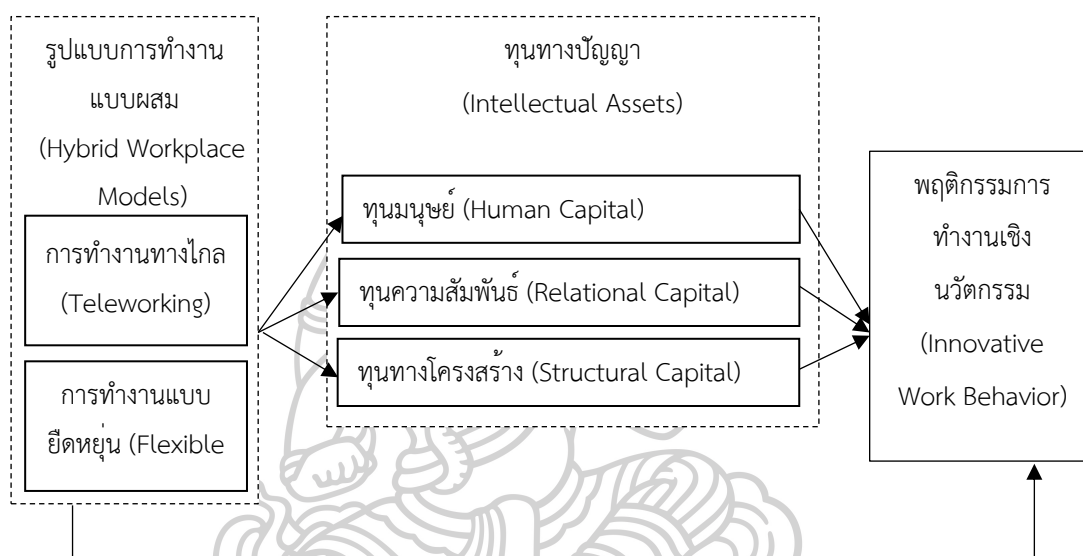 รูปแบบการทำงาน
แบบผสม
(Hybrid Workplace
Models)
การทำงานทางไกล
(Teleworking)
การทำงานแบบ
ยืดหยุ่น (Flexible
ทุนทางปัญญา
(Intellectual Assets)
ทุนมนุษย์ (Human Capital)
ทุนความสัมพันธ์ (Relational Capital)
ทุนทางโครงสร้าง (Structural Capital)
พฤติกรรมการ
ทำงานเชิง
นวัตกรรม
(Innovative
Work Behavior)